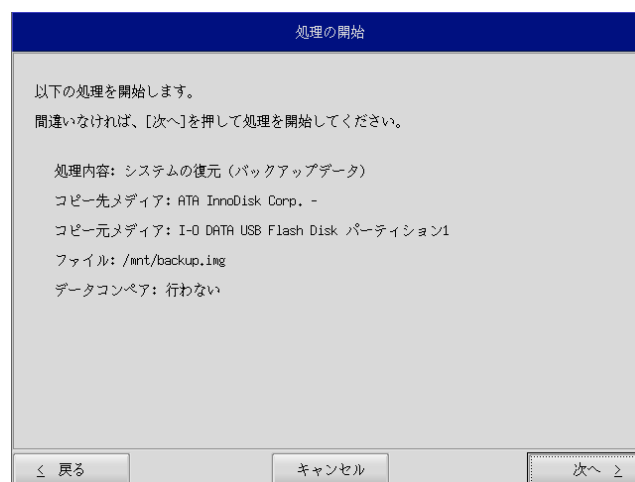 処理の開始
以下の処理を開始します。
間違いなければ、[次へ]を押して処理を開始してください。
処理内容: システムの復元 (バックアップデータ)
コピー先メディア: ATA InnoDisk Corp. -
コピー元メディア: I-O DATA USB Flash Disk パーティション1
ファイル: /mnt/backup.img
データコンペア: 行わない
< 戻る
キャンセル
次へ >